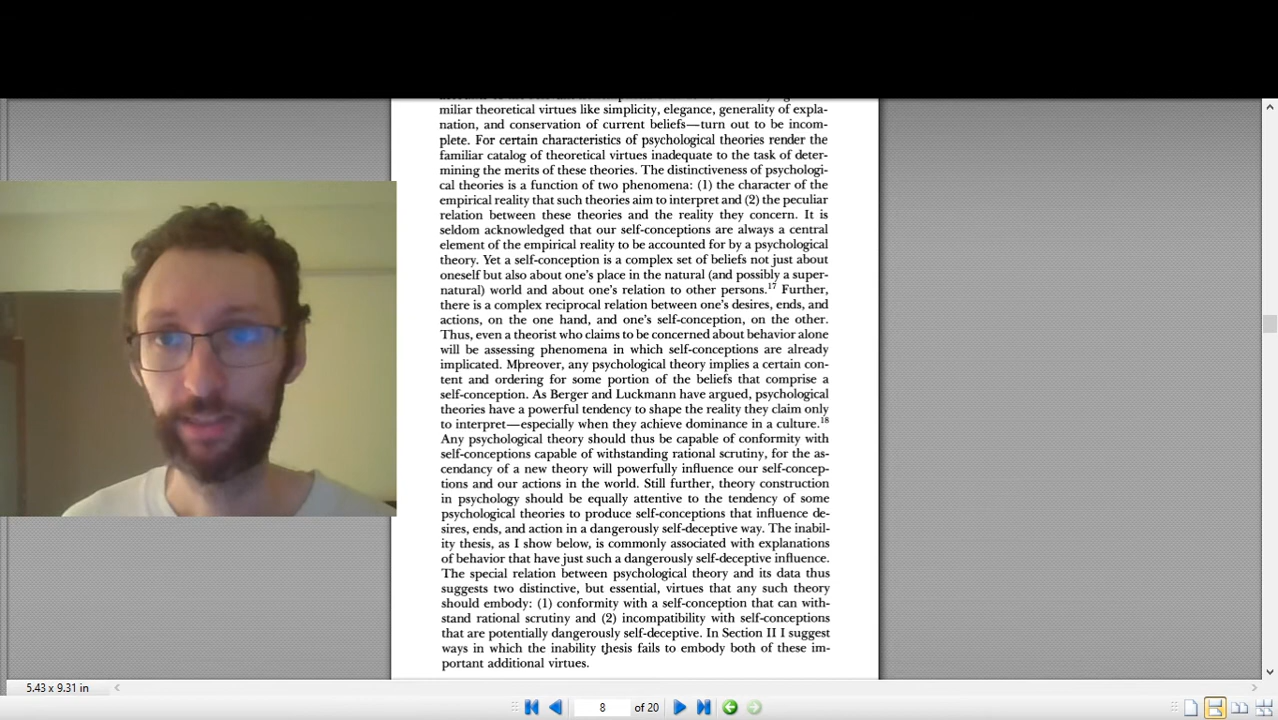 miliar theoretical virtues like simplicity, elegance, generality of expla-
nation, and conservation of current beliefs—turn out to be incom-
plete. For certain characteristics of psychological theories render the
familiar catalog of theoretical virtues inadequate to the task of deter-
mining the merits of these theories. The distinctiveness of psychologi-
cal theories is a function of two phenomena: (1) the character of the
empirical reality that such theories aim to interpret and (2) the peculiar
relation between these theories and the reality they concern. It is
seldom acknowledged that our self-conceptions are always a central
element of the empirical reality to be accounted for by a psychological
theory. Yet a self-conception is a complex set of beliefs not just about
oneself but also about one's place in the natural (and possibly a super-
natural) world and about one's relation to other persons.17 Further,
there is a complex reciprocal relation between one's desires, ends, and
actions, on the one hand, and one's self-conception, on the other.
Thus, even a theorist who claims to be concerned about behavior alone
will be assessing phenomena in which self-conceptions are already
implicated. Moreover, any psychological theory implies a certain con-
tent and ordering for some portion of the beliefs that comprise a
self-conception. As Berger and Luckmann have argued, psychological
theories have a powerful tendency to shape the reality they claim only
to interpret—especially when they achieve dominance in a culture.18
Any psychological theory should thus be capable of conformity with
self-conceptions capable of withstanding rational scrutiny, for the as-
cendancy of a new theory will powerfully influence our self-concep-
tions and our actions in the world. Still further, theory construction
in psychology should be equally attentive to the tendency of some
psychological theories to produce self-conceptions that influence de-
sires, ends, and action in a dangerously self-deceptive way. The inabil-
ity thesis, as I show below, is commonly associated with explanations
of behavior that have just such a dangerously self-deceptive influence.
The special relation between psychological theory and its data thus
suggests two distinctive, but essential, virtues that any such theory
should embody: (1) conformity with a self-conception that can with-
stand rational scrutiny and (2) incompatibility with self-conceptions
that are potentially dangerously self-deceptive. In Section II I suggest
ways in which the inability thesis fails to embody both of these im-
portant additional virtues.
5.43 x 9.31 in
8 of 20